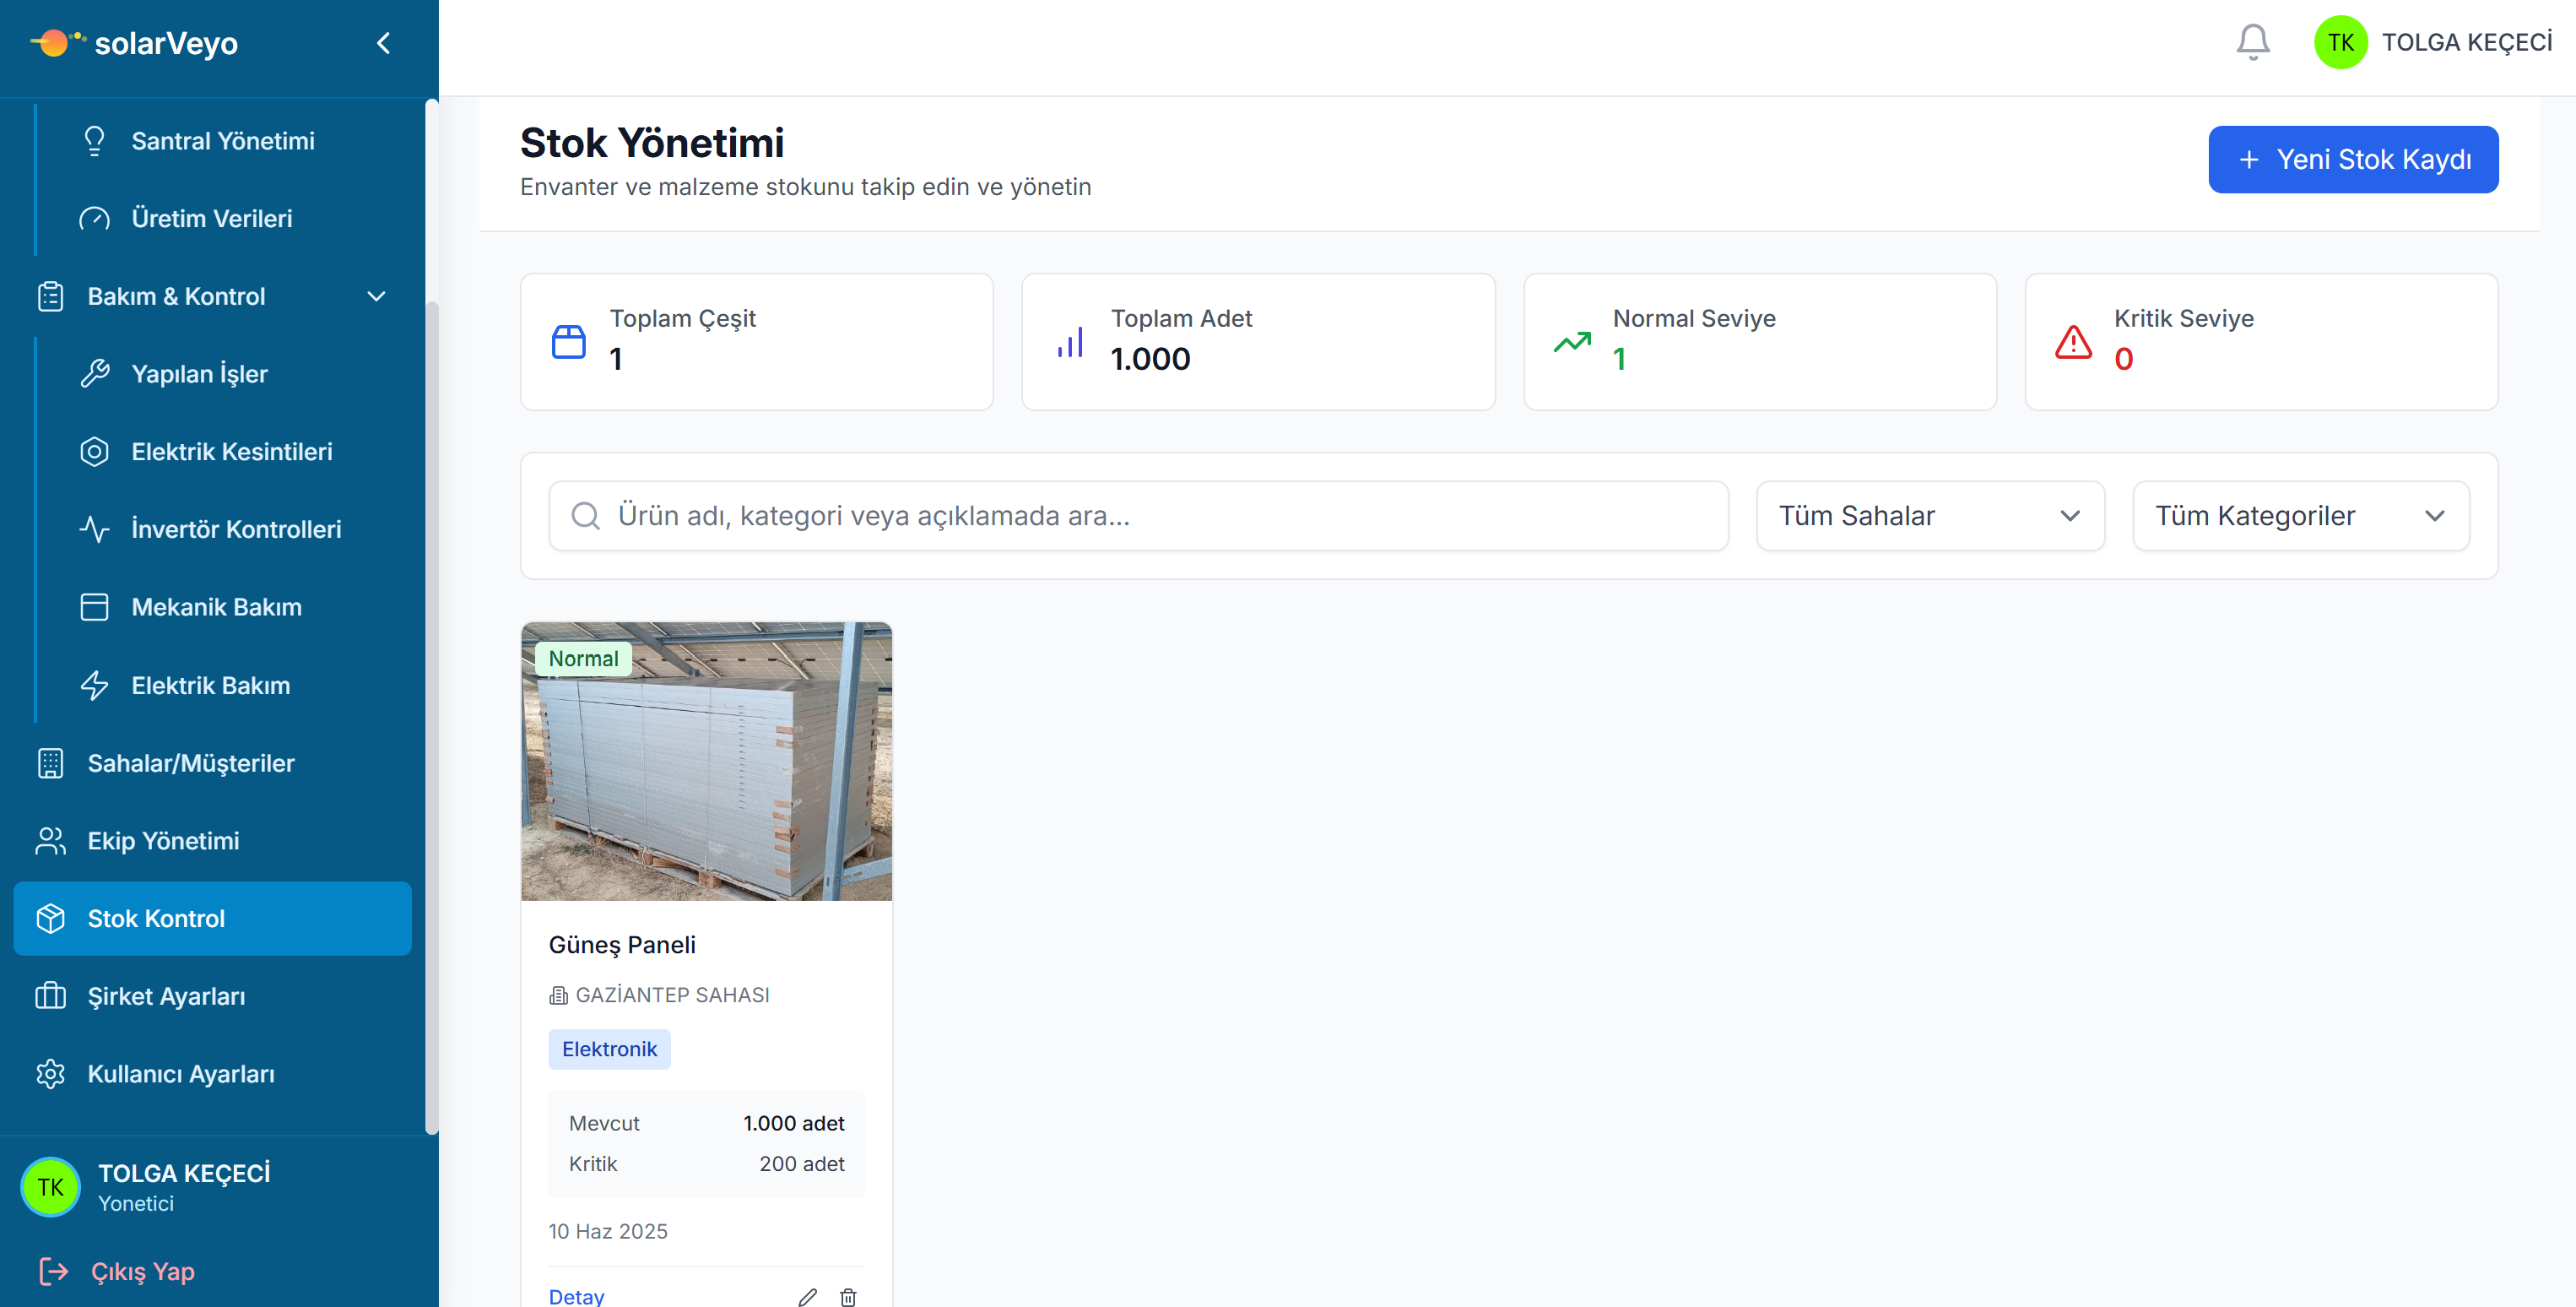 solarVeyo
Santral Yönetimi
Üretim Verileri
Bakım & Kontrol
Yapılan İşler
Elektrik Kesintileri
İnvertör Kontrolleri
Mekanik Bakım
Elektrik Bakım
Sahalar/Müşteriler
Ekip Yönetimi
Stok Kontrol
Şirket Ayarları
Kullanıcı Ayarları
TK
TOLGA KEÇECİ
Yonetici
Çıkış Yap
TK TOLGA KEÇECİ
Stok Yönetimi
Envanter ve malzeme stokunu takip edin ve yönetin
+ Yeni Stok Kaydı
Toplam Çeşit
1
Toplam Adet
1.000
Normal Seviye
1
Kritik Seviye
0
Ürün adı, kategori veya açıklamada ara...
Tüm Sahalar
Tüm Kategoriler
Normal
Güneş Paneli
GAZİANTEP SAHASI
Elektronik
Mevcut 1.000 adet
Kritik 200 adet
10 Haz 2025
Detay